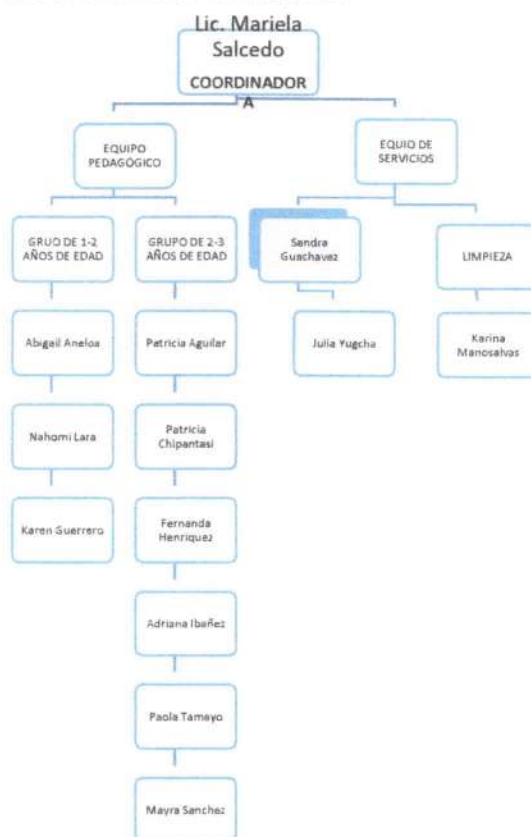 Lic. Mariela
Salcedo
COORDINADOR
A
EQUIPO
PEDAGÓGICO
EQUIO DE
SERVICIOS
GRUO DE 1-2
AÑOS DE EDAD
GRUPO DE 2-3
AÑOS DE EDAD
Sandra
Guachavez
LIMPIEZA
Abigail Aneloa
Patricia Aguilar
Julia Yugcha
Karina
Manosalvas
Nahomi Lara
Patricia
Chipantasi
Karen Guerrero
Fernanda
Henriquez
Adriana Ibañez
Paola Tamayo
Mayra Sanchez